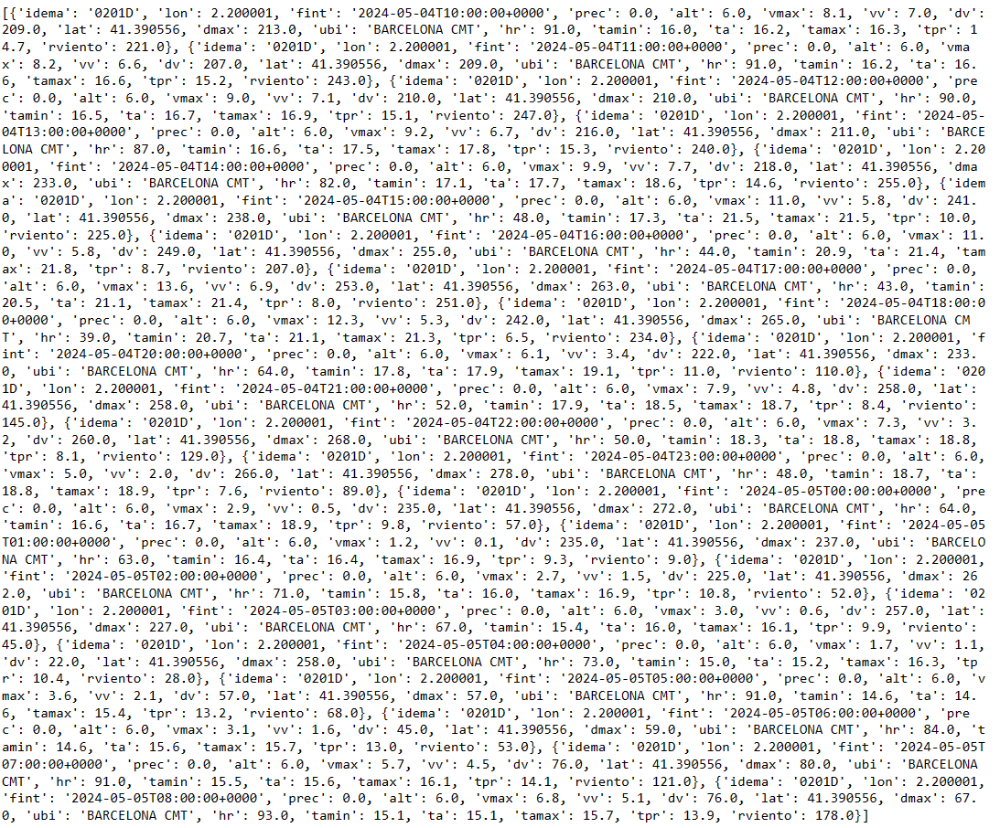 [{'idema': '0201D', 'lon': 2.200001, 'fint': '2024-05-04T10:00:00+0000', 'prec': 0.0, 'alt': 6.0, 'vmax': 8.1, 'vv': 7.0, 'dv':
209.0, 'lat': 41.390556, 'dmax': 213.0, 'ubi': 'BARCELONA CMT', 'hr': 91.0, 'tamin': 16.0, 'ta': 16.2, 'tamax': 16.3, 'tpr': 1
4.7, 'rviento': 221.0}, {'idema': '0201D', 'lon': 2.200001, 'fint': '2024-05-04T11:00:00+0000', 'prec': 0.0, 'alt': 6.0, 'vma
x': 8.2, 'vv': 6.6, 'dv': 207.0, 'lat': 41.390556, 'dmax': 209.0, 'ubi': 'BARCELONA CMT', 'hr': 91.0, 'tamin': 16.2, 'ta': 16.
6, 'tamax': 16.6, 'tpr': 15.2, 'rviento': 243.0}, {'idema': '0201D', 'lon': 2.200001, 'fint': '2024-05-04T12:00:00+0000', 'pre
c': 0.0, 'alt': 6.0, 'vmax': 9.0, 'vv': 7.1, 'dv': 210.0, 'lat': 41.390556, 'dmax': 210.0, 'ubi': 'BARCELONA CMT', 'hr': 90.0,
'tamin': 16.5, 'ta': 16.7, 'tamax': 16.9, 'tpr': 15.1, 'rviento': 247.0}, {'idema': '0201D', 'lon': 2.200001, 'fint': '2024-05-
04T13:00:00+0000', 'prec': 0.0, 'alt': 6.0, 'vmax': 9.2, 'vv': 6.7, 'dv': 216.0, 'lat': 41.390556, 'dmax': 211.0, 'ubi': 'BARCE
LONA CMT', 'hr': 87.0, 'tamin': 16.6, 'ta': 17.5, 'tamax': 17.8, 'tpr': 15.3, 'rviento': 240.0}, {'idema': '0201D', 'lon': 2.20
0001, 'fint': '2024-05-04T14:00:00+0000', 'prec': 0.0, 'alt': 6.0, 'vmax': 9.9, 'vv': 7.7, 'dv': 218.0, 'lat': 41.390556, 'dma
x': 233.0, 'ubi': 'BARCELONA CMT', 'hr': 82.0, 'tamin': 17.1, 'ta': 17.7, 'tamax': 18.6, 'tpr': 14.6, 'rviento': 255.0}, {'idem
a': '0201D', 'lon': 2.200001, 'fint': '2024-05-04T15:00:00+0000', 'prec': 0.0, 'alt': 6.0, 'vmax': 11.0, 'vv': 5.8, 'dv': 241.
0, 'lat': 41.390556, 'dmax': 238.0, 'ubi': 'BARCELONA CMT', 'hr': 48.0, 'tamin': 17.3, 'ta': 21.5, 'tamax': 21.5, 'tpr': 10.0,
'rviento': 225.0}, {'idema': '0201D', 'lon': 2.200001, 'fint': '2024-05-04T16:00:00+0000', 'prec': 0.0, 'alt': 6.0, 'vmax': 11.
0, 'vv': 5.8, 'dv': 249.0, 'lat': 41.390556, 'dmax': 255.0, 'ubi': 'BARCELONA CMT', 'hr': 44.0, 'tamin': 20.9, 'ta': 21.4, 'tam
ax': 21.8, 'tpr': 8.7, 'rviento': 207.0}, {'idema': '0201D', 'lon': 2.200001, 'fint': '2024-05-04T17:00:00+0000', 'prec': 0.0,
'alt': 6.0, 'vmax': 13.6, 'vv': 6.9, 'dv': 253.0, 'lat': 41.390556, 'dmax': 263.0, 'ubi': 'BARCELONA CMT', 'hr': 43.0, 'tamin':
20.5, 'ta': 21.1, 'tamax': 21.4, 'tpr': 8.0, 'rviento': 251.0}, {'idema': '0201D', 'lon': 2.200001, 'fint': '2024-05-04T18:00:0
0+0000', 'prec': 0.0, 'alt': 6.0, 'vmax': 12.3, 'vv': 5.3, 'dv': 242.0, 'lat': 41.390556, 'dmax': 265.0, 'ubi': 'BARCELONA CM
T', 'hr': 39.0, 'tamin': 20.7, 'ta': 21.1, 'tamax': 21.3, 'tpr': 6.5, 'rviento': 234.0}, {'idema': '0201D', 'lon': 2.200001, 'f
int': '2024-05-04T20:00:00+0000', 'prec': 0.0, 'alt': 6.0, 'vmax': 6.1, 'vv': 3.4, 'dv': 222.0, 'lat': 41.390556, 'dmax': 233.
0, 'ubi': 'BARCELONA CMT', 'hr': 64.0, 'tamin': 17.8, 'ta': 17.9, 'tamax': 19.1, 'tpr': 11.0, 'rviento': 110.0}, {'idema': '020
1D', 'lon': 2.200001, 'fint': '2024-05-04T21:00:00+0000', 'prec': 0.0, 'alt': 6.0, 'vmax': 7.9, 'vv': 4.8, 'dv': 258.0, 'lat':
41.390556, 'dmax': 258.0, 'ubi': 'BARCELONA CMT', 'hr': 52.0, 'tamin': 17.9, 'ta': 18.5, 'tamax': 18.7, 'tpr': 8.4, 'rviento':
145.0}, {'idema': '0201D', 'lon': 2.200001, 'fint': '2024-05-04T22:00:00+0000', 'prec': 0.0, 'alt': 6.0, 'vmax': 7.3, 'vv': 3.
2, 'dv': 260.0, 'lat': 41.390556, 'dmax': 268.0, 'ubi': 'BARCELONA CMT', 'hr': 50.0, 'tamin': 18.3, 'ta': 18.8, 'tamax': 18.8,
'tpr': 8.1, 'rviento': 129.0}, {'idema': '0201D', 'lon': 2.200001, 'fint': '2024-05-04T23:00:00+0000', 'prec': 0.0, 'alt': 6.0,
'vmax': 5.0, 'vv': 2.0, 'dv': 266.0, 'lat': 41.390556, 'dmax': 278.0, 'ubi': 'BARCELONA CMT', 'hr': 48.0, 'tamin': 18.7, 'ta':
18.8, 'tamax': 18.9, 'tpr': 7.6, 'rviento': 89.0}, {'idema': '0201D', 'lon': 2.200001, 'fint': '2024-05-05T00:00:00+0000', 'pre
c': 0.0, 'alt': 6.0, 'vmax': 2.9, 'vv': 0.5, 'dv': 235.0, 'lat': 41.390556, 'dmax': 272.0, 'ubi': 'BARCELONA CMT', 'hr': 64.0,
'tamin': 16.6, 'ta': 16.7, 'tamax': 18.9, 'tpr': 9.8, 'rviento': 57.0}, {'idema': '0201D', 'lon': 2.200001, 'fint': '2024-05-05
T01:00:00+0000', 'prec': 0.0, 'alt': 6.0, 'vmax': 1.2, 'vv': 0.1, 'dv': 235.0, 'lat': 41.390556, 'dmax': 237.0, 'ubi': 'BARCELO
NA CMT', 'hr': 63.0, 'tamin': 16.4, 'ta': 16.4, 'tamax': 16.9, 'tpr': 9.3, 'rviento': 9.0}, {'idema': '0201D', 'lon': 2.200001,
'fint': '2024-05-05T02:00:00+0000', 'prec': 0.0, 'alt': 6.0, 'vmax': 2.7, 'vv': 1.5, 'dv': 225.0, 'lat': 41.390556, 'dmax': 26
2.0, 'ubi': 'BARCELONA CMT', 'hr': 71.0, 'tamin': 15.8, 'ta': 16.0, 'tamax': 16.9, 'tpr': 10.8, 'rviento': 52.0}, {'idema': '02
01D', 'lon': 2.200001, 'fint': '2024-05-05T03:00:00+0000', 'prec': 0.0, 'alt': 6.0, 'vmax': 3.0, 'vv': 0.6, 'dv': 257.0, 'lat':
41.390556, 'dmax': 227.0, 'ubi': 'BARCELONA CMT', 'hr': 67.0, 'tamin': 15.4, 'ta': 16.0, 'tamax': 16.1, 'tpr': 9.9, 'rviento':
45.0}, {'idema': '0201D', 'lon': 2.200001, 'fint': '2024-05-05T04:00:00+0000', 'prec': 0.0, 'alt': 6.0, 'vmax': 1.7, 'vv': 1.1,
'dv': 22.0, 'lat': 41.390556, 'dmax': 258.0, 'ubi': 'BARCELONA CMT', 'hr': 73.0, 'tamin': 15.0, 'ta': 15.2, 'tamax': 16.3, 'tp
r': 10.4, 'rviento': 28.0}, {'idema': '0201D', 'lon': 2.200001, 'fint': '2024-05-05T05:00:00+0000', 'prec': 0.0, 'alt': 6.0, 'v
max': 3.6, 'vv': 2.1, 'dv': 57.0, 'lat': 41.390556, 'dmax': 57.0, 'ubi': 'BARCELONA CMT', 'hr': 91.0, 'tamin': 14.6, 'ta': 14.
6, 'tamax': 15.4, 'tpr': 13.2, 'rviento': 68.0}, {'idema': '0201D', 'lon': 2.200001, 'fint': '2024-05-05T06:00:00+0000', 'pre
c': 0.0, 'alt': 6.0, 'vmax': 3.1, 'vv': 1.6, 'dv': 45.0, 'lat': 41.390556, 'dmax': 59.0, 'ubi': 'BARCELONA CMT', 'hr': 84.0, 't
amin': 14.6, 'ta': 15.6, 'tamax': 15.7, 'tpr': 13.0, 'rviento': 53.0}, {'idema': '0201D', 'lon': 2.200001, 'fint': '2024-05-05T
07:00:00+0000', 'prec': 0.0, 'alt': 6.0, 'vmax': 5.7, 'vv': 4.5, 'dv': 76.0, 'lat': 41.390556, 'dmax': 80.0, 'ubi': 'BARCELONA
CMT', 'hr': 91.0, 'tamin': 15.5, 'ta': 15.6, 'tamax': 16.1, 'tpr': 14.1, 'rviento': 121.0}, {'idema': '0201D', 'lon': 2.200001,
'fint': '2024-05-05T08:00:00+0000', 'prec': 0.0, 'alt': 6.0, 'vmax': 6.8, 'vv': 5.1, 'dv': 76.0, 'lat': 41.390556, 'dmax': 67.
0, 'ubi': 'BARCELONA CMT', 'hr': 93.0, 'tamin': 15.1, 'ta': 15.1, 'tamax': 15.7, 'tpr': 13.9, 'rviento': 178.0}]